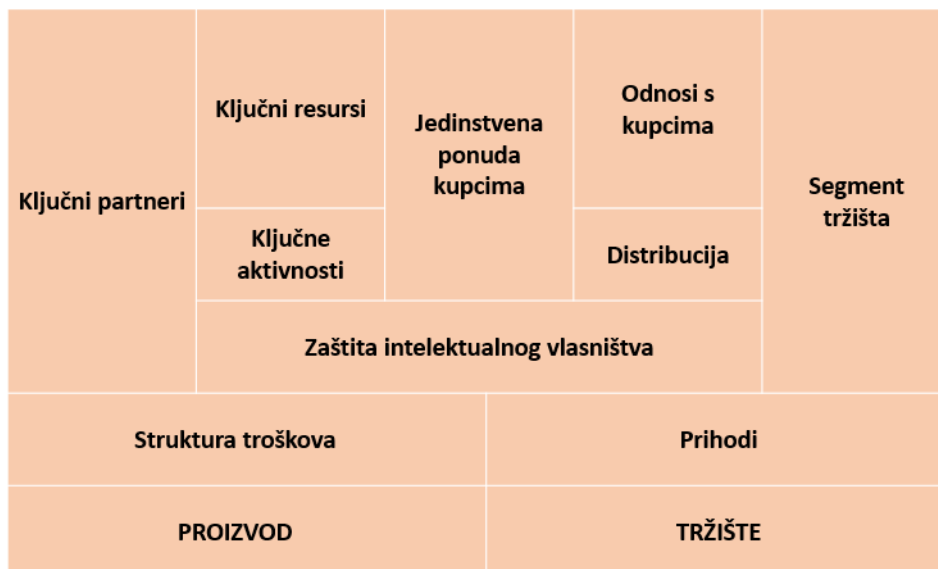 Ključni partneri
Ključni resursi
Ključne
aktivnosti
Jedinstvena
ponuda
kupcima
Odnosi s
kupcima
Distribucija
Segment
tržišta
Zaštita intelektualnog vlasništva
Struktura troškova
Prihodi
PROIZVOD
TRŽIŠTE